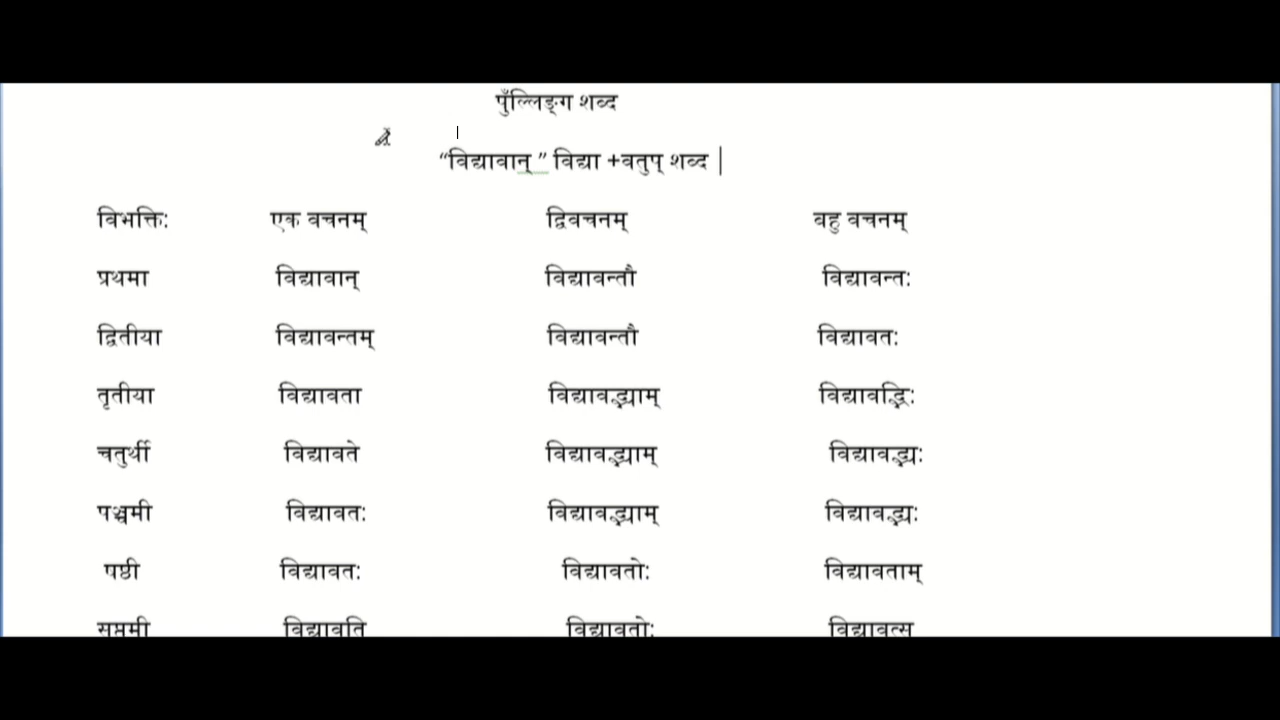 पुँल्लिङ्ग शब्द
“विद्यावान् ” विद्या +वतुप् शब्द |
विभक्तिः एक वचनम् द्विवचनम् वहु वचनम्
प्रथमा विद्यावान् विद्यावन्तौ विद्यावन्तः
द्वितीया विद्यावन्तम् विद्यावन्तौ विद्यावतः
तृतीया विद्यावता विद्यावद्भ्याम् विद्यावद्भिः
चतुर्थी विद्यावते विद्यावद्भ्याम् विद्यावद्भ्यः
पञ्चमी विद्यावतः विद्यावद्भ्याम् विद्यावद्भ्यः
षष्ठी विद्यावतः विद्यावतोः विद्यावताम्
सप्तमी विद्यावति विद्यावतोः विद्यावत्स